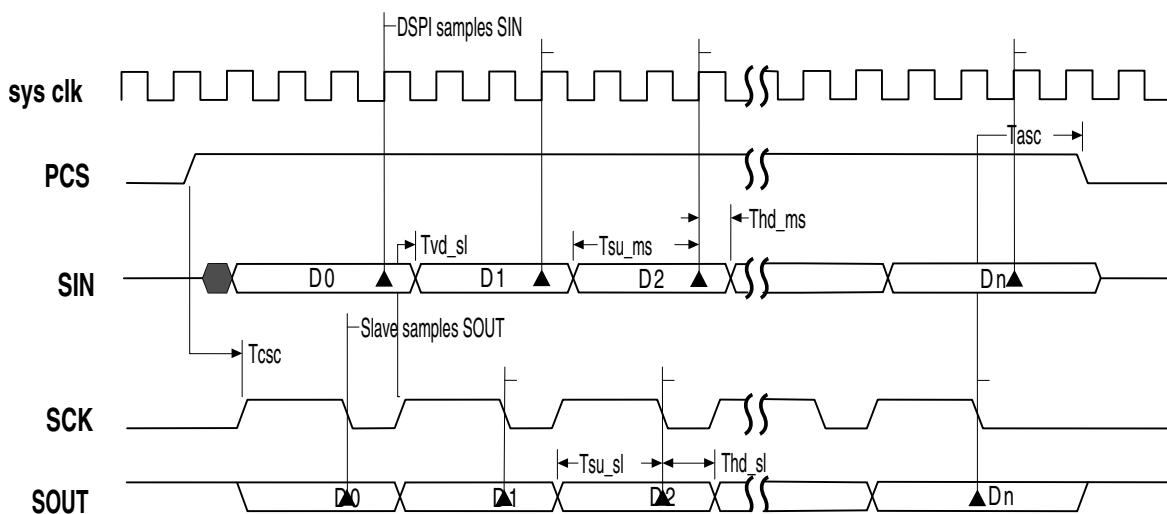 DSPI samples SIN
sys clk
Tasc
PCS
Thd_ms
Tvd_sl
Tsu_ms
SIN
D0
D1
D2
Dn
Slave samples SOUT
Tcsc
SCK
Tsu_sl
Thd_sl
SOUT
D0
D1
D2
Dn